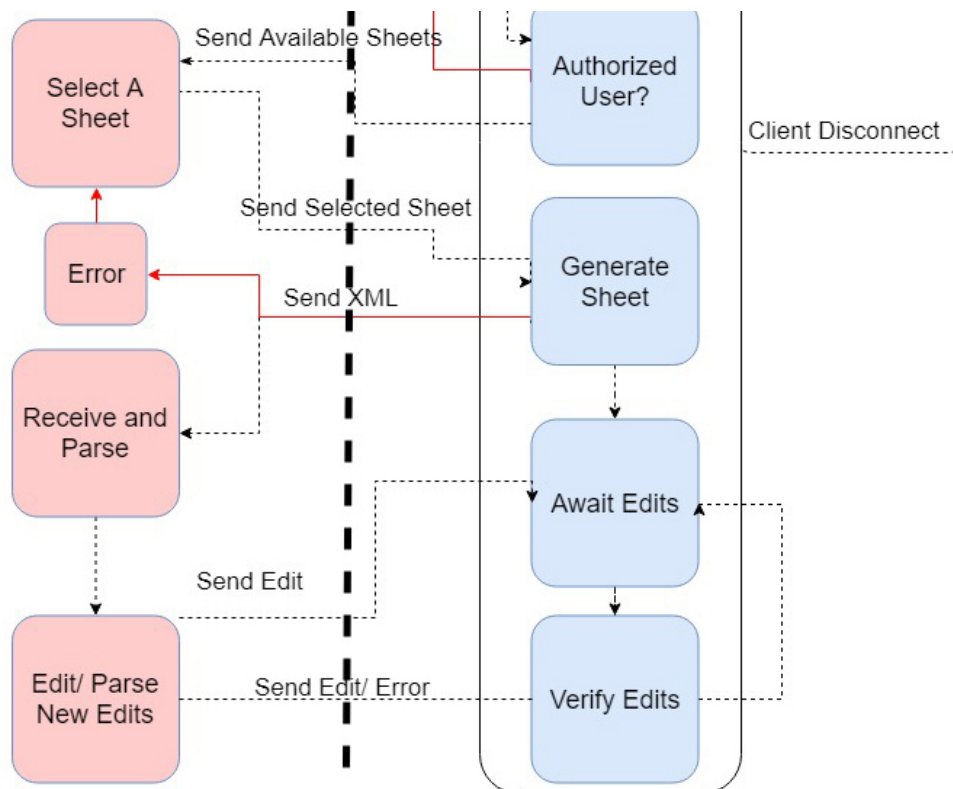 Send Available Sheets
Select A
Sheet
Authorized
User?
Client Disconnect
Send Selected Sheet
Error
Generate
Sheet
Send XML
Receive and
Parse
Await Edits
Send Edit
Edit/ Parse
New Edits
Send Edit/ Error
Verify Edits